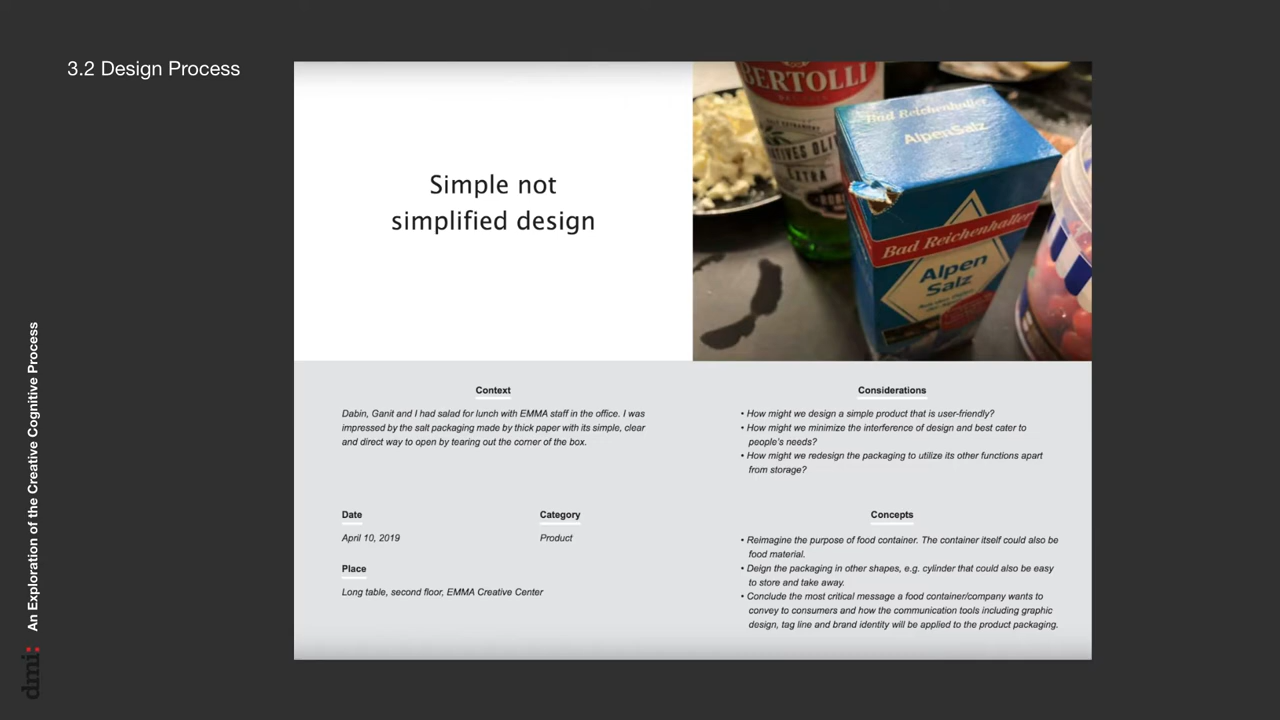 3.2 Design Process
Simple not
simplified design
BERTOLLI
EXTRA
Bad Reichenhaller
AlpenSalz
Bad Reichenhaller
Alpen
Salz
Context
Dabin, Ganit and I had salad for lunch with EMMA staff in the office. I was
impressed by the salt packaging made by thick paper with its simple, clear
and direct way to open by tearing out the corner of the box.
Date
April 10, 2019
Category
Product
Place
Long table, second floor, EMMA Creative Center
Considerations
• How might we design a simple product that is user-friendly?
• How might we minimize the interference of design and best cater to
people's needs?
• How might we redesign the packaging to utilize its other functions apart
from storage?
Concepts
• Reimagine the purpose of food container. The container itself could also be
food material.
• Deign the packaging in other shapes, e.g. cylinder that could also be easy
to store and take away.
• Conclude the most critical message a food container/company wants to
convey to consumers and how the communication tools including graphic
design, tag line and brand identity will be applied to the product packaging.
An Exploration of the Creative Cognitive Process
dmi: